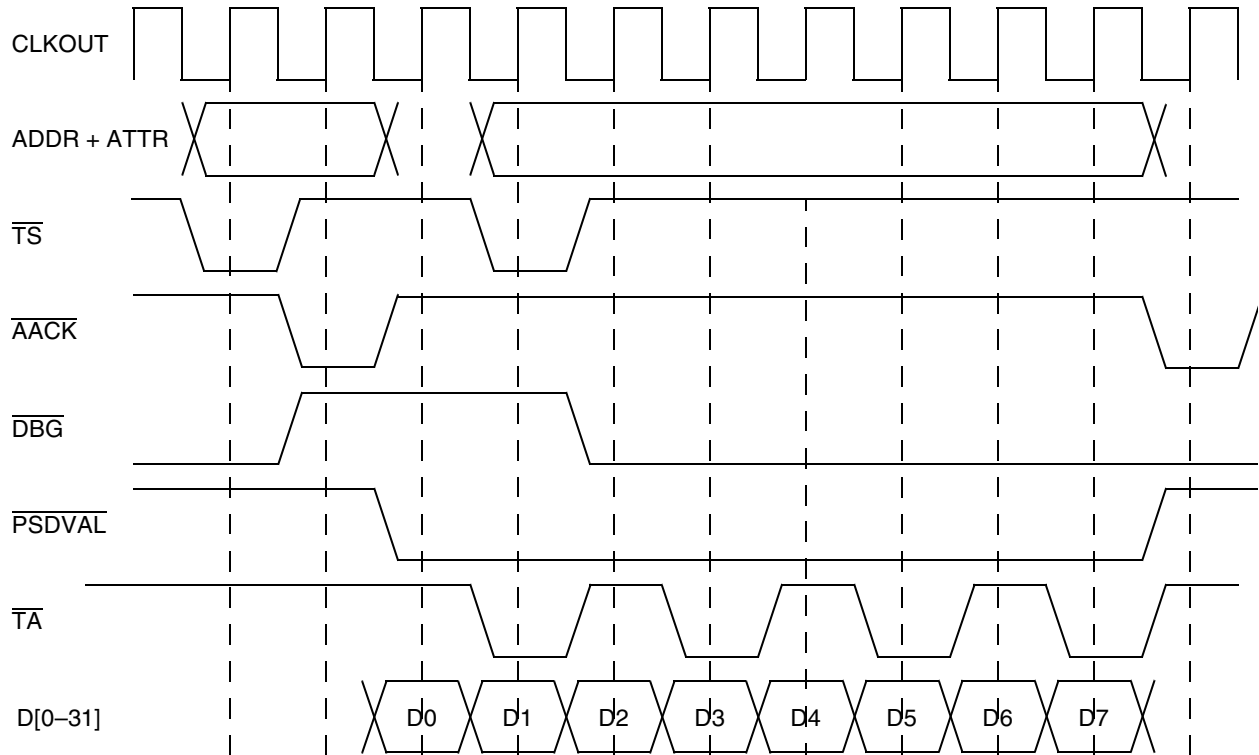 CLKOUT
ADDR + ATTR
TS
AACK
DBG
PSDVAL
TA
D[0–31] D0 D1 D2 D3 D4 D5 D6 D7